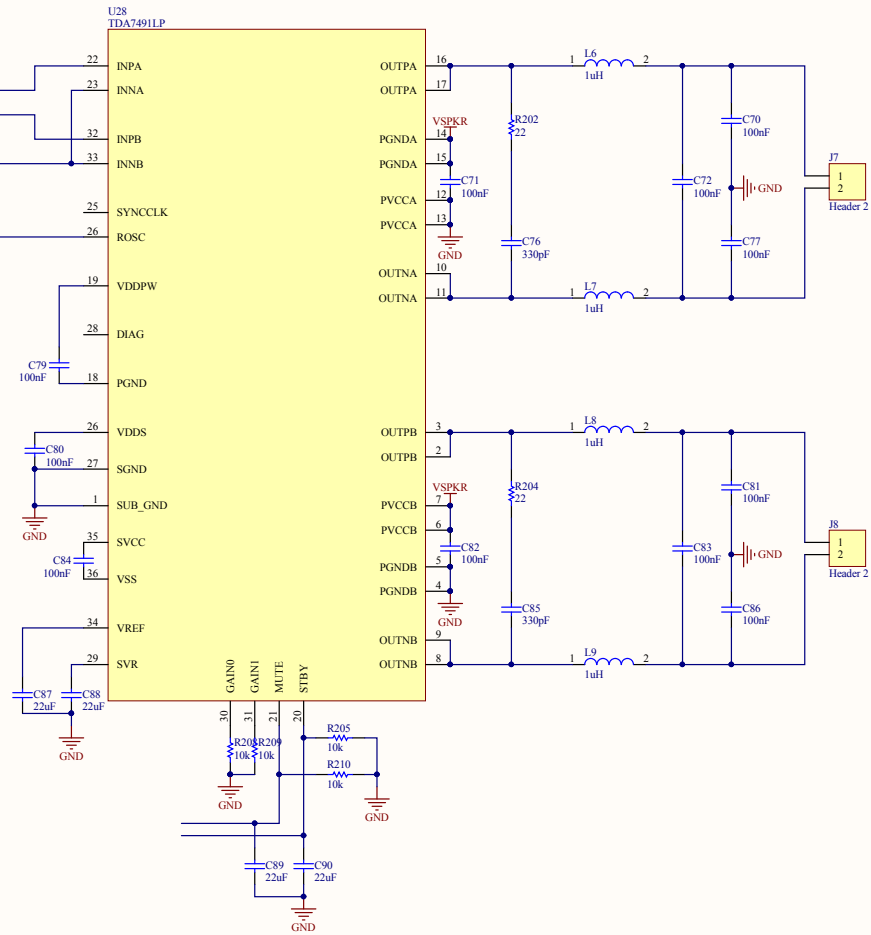 U28
TDA7491LP
22 INPA
23 INNA
32 INPB
33 INNB
25 SYNCCLK
26 ROSC
19 VDDPW
28 DIAG
C79
100nF
18 PGND
26 VDDS
C80
100nF
27 SGND
1 SUB_GND
GND
35 SVCC
C84
100nF
36 VSS
34 VREF
29 SVR
C87
22uF
C88
22uF
GND
OUTPA 16
OUTPA 17
VSPKR
PGNDA 14
PGNDA 15
C71
100nF
PVCCA 12
PVCCA 13
GND
OUTNA 10
OUTNA 11
R202
22
C76
330pF
1 L6 2
1uH
1 L7 2
1uH
C72
100nF
C70
100nF
GND
C77
100nF
J7
1
2
Header 2
OUTPB 3
OUTPB 2
VSPKR
PVCCB 7
PVCCB 6
C82
100nF
PGNDB 5
PGNDB 4
GND
OUTNB 9
OUTNB 8
R204
22
C85
330pF
1 L8 2
1uH
1 L9 2
1uH
C83
100nF
C81
100nF
GND
C86
100nF
J8
1
2
Header 2
GAIN0 30
GAIN1 31
MUTE 21
STBY 20
10k
R209
10k
GND
R205
10k
R210
10k
GND
C89
22uF
C90
22uF
GND